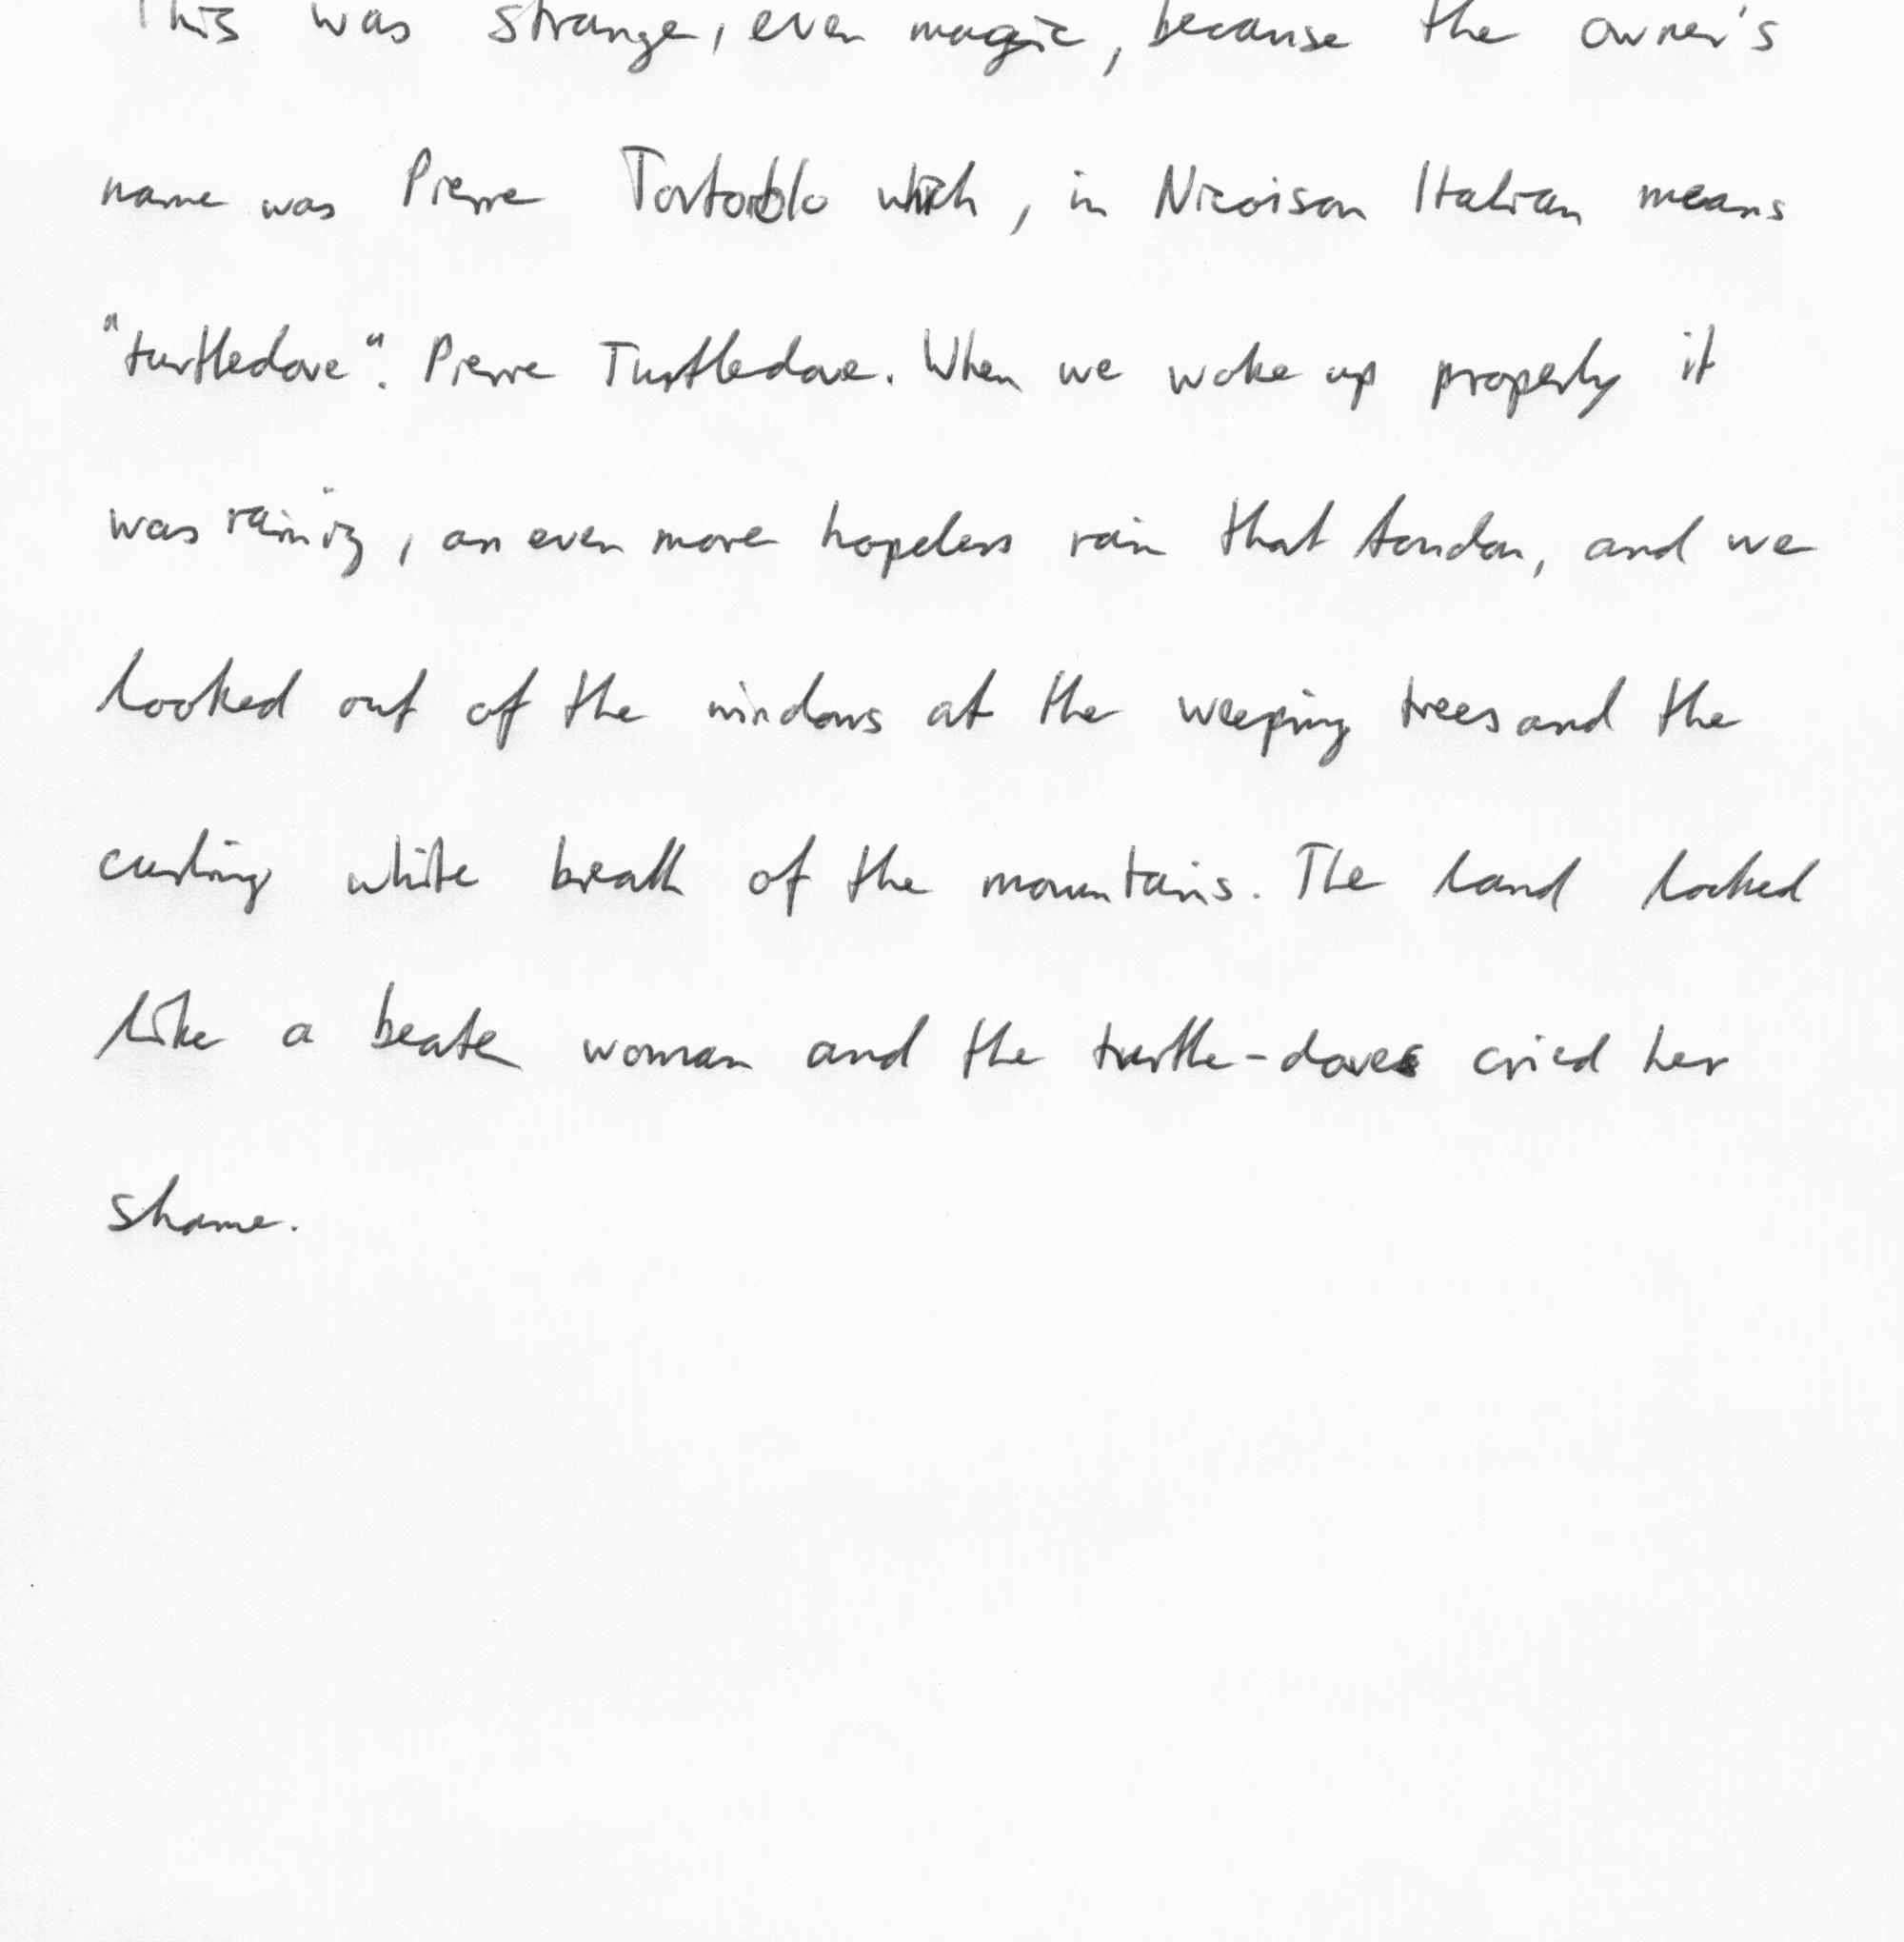 This was strange, even magic, because the owner's
name was Pierre which, in Nicoison Italian means
"turtledove". Pierre Turtledove. When we woke up properly it
was rainig, an even more hopeless rain that London, and we
looked out of the windows at the weeping trees and the
curling white breath of the mountains. The land looked
like a beaten woman and the turtle-doves cried her
shame.